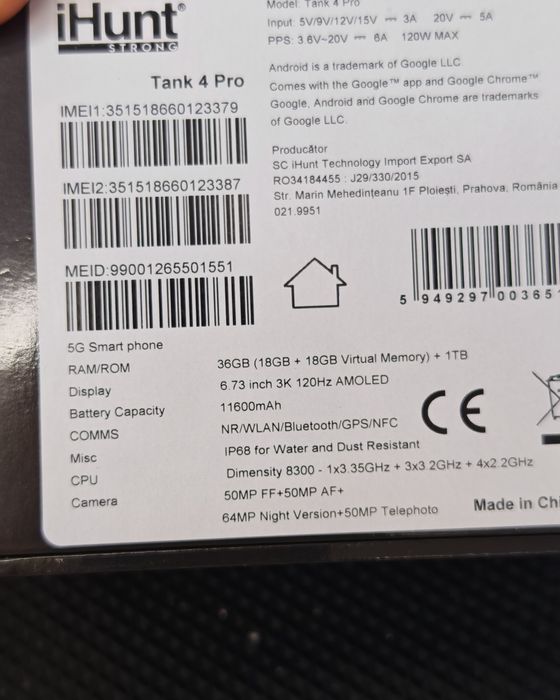 iHunt®
STRONG
Tank 4 Pro
IMEI1:351518660123379
IMEI2:351518660123387
MEID:99001265501551
Model: Tank 4 Pro
Input: 5V/9V/12V/15V ⎓ 3A 20V ⎓ 5A
PPS: 3.6V~20V ⎓ 6A 120W MAX
Android is a trademark of Google LLC.
Comes with the Google™ app and Google Chrome™
Google, Android and Google Chrome are trademarks
of Google LLC.
Producător
SC iHunt Technology Import Export SA
RO34184455 : J29/330/2015
Str. Marin Mehedințeanu 1F Ploiești, Prahova, România
021.9951
5 949297 00365
5G Smart phone
RAM/ROM 36GB (18GB + 18GB Virtual Memory) + 1TB
Display 6.73 inch 3K 120Hz AMOLED
Battery Capacity 11600mAh
COMMS NR/WLAN/Bluetooth/GPS/NFC
Misc IP68 for Water and Dust Resistant
CPU Dimensity 8300 - 1x3.35GHz + 3x3.2GHz + 4x2.2GHz
Camera 50MP FF+50MP AF+
64MP Night Version+50MP Telephoto
CE
Made in Chi